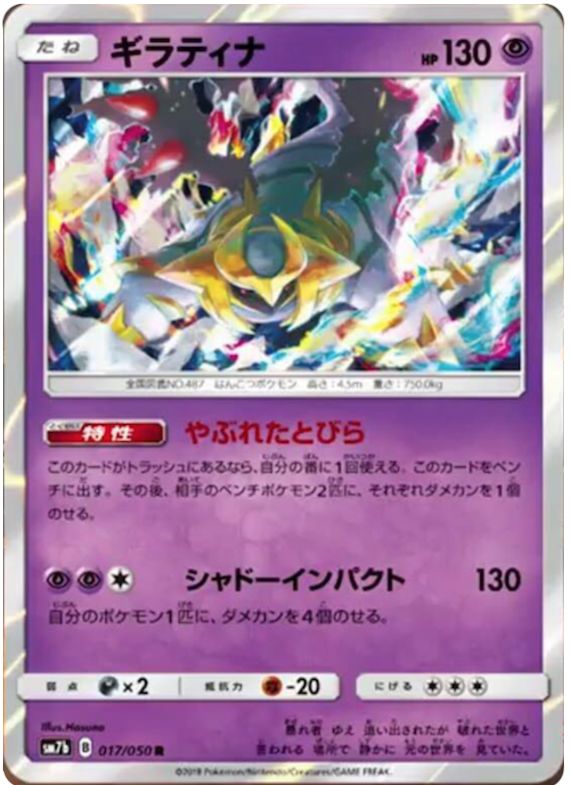 たね ギラティナ HP 130
全国図鑑NO.487 はんこつポケモン 高さ:4.5m 重さ:750.0kg
特性 やぶれたとびら
このカードがトラッシュにあるなら、自分の番に1回使える。このカードをベン
チに出す。その後、相手のベンチポケモン2匹に、それぞれダメカンを1個
のせる。
シャドーインパクト 130
自分のポケモン1匹に、ダメカンを4個のせる。
弱点 ×2 抵抗力 -20 にげる
Illus.Hasuno
sm7b B 017/050 R
暴れ者 ゆえ 追い出されたが 破れた世界と
言われる 場所で 静かに 元の世界を 見ていた。
©2018 Pokémon/Nintendo/Creatures/GAME FREAK.